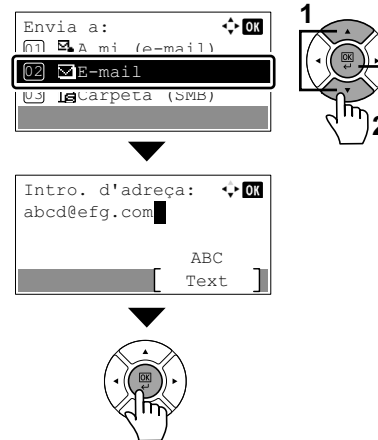 Envia a: OK
01 A mi (e-mail)
02 E-mail
03 Carpeta (SMB)
1
OK
2
Intro. d'adreça: OK
abcd@efg.com
ABC
[ Text ]
OK